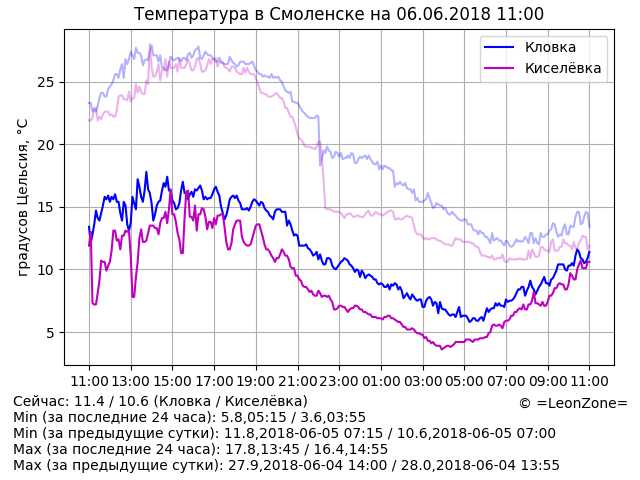 Температура в Смоленске на 06.06.2018 11:00
Кловка
Киселёвка
градусов Цельсия, °C
25
20
15
10
5
11:00 13:00 15:00 17:00 19:00 21:00 23:00 01:00 03:00 05:00 07:00 09:00 11:00
Сейчас: 11.4 / 10.6 (Кловка / Киселёвка)
© =LeonZone=
Min (за последние 24 часа): 5.8,05:15 / 3.6,03:55
Min (за предыдущие сутки): 11.8,2018-06-05 07:15 / 10.6,2018-06-05 07:00
Max (за последние 24 часа): 17.8,13:45 / 16.4,14:55
Max (за предыдущие сутки): 27.9,2018-06-04 14:00 / 28.0,2018-06-04 13:55